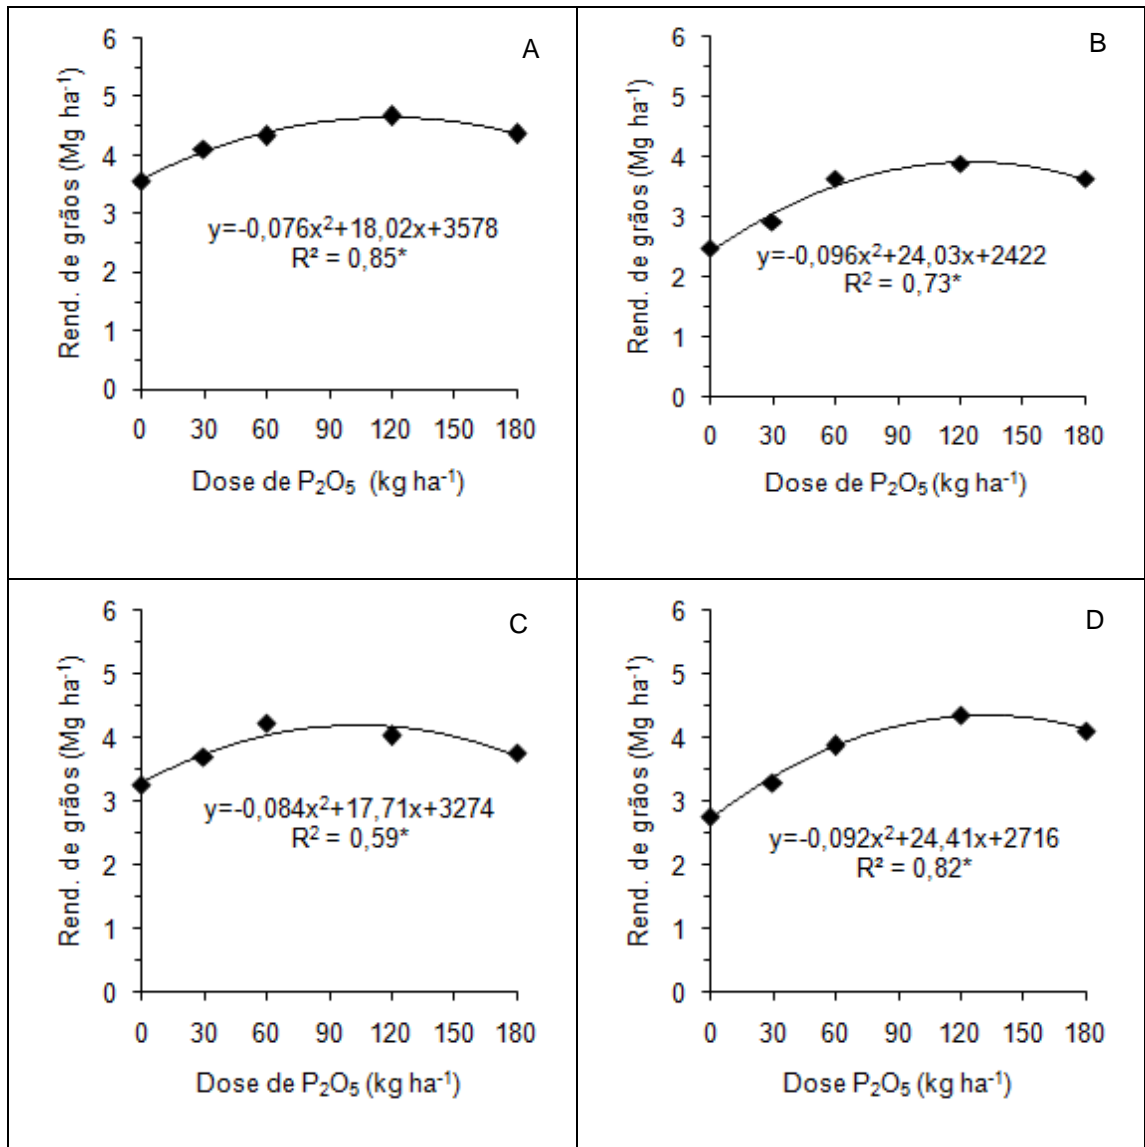 A
Rend. de grãos (Mg ha⁻¹)
6
5
4
3
2
1
0
y=-0,076x²+18,02x+3578
R² = 0,85*
0 30 60 90 120 150 180
Dose de P₂O₅ (kg ha⁻¹)
B
Rend. de grãos (Mg ha⁻¹)
6
5
4
3
2
1
0
y=-0,096x²+24,03x+2422
R² = 0,73*
0 30 60 90 120 150 180
Dose de P₂O₅ (kg ha⁻¹)
C
Rend. de grãos (Mg ha⁻¹)
6
5
4
3
2
1
0
y=-0,084x²+17,71x+3274
R² = 0,59*
0 30 60 90 120 150 180
Dose de P₂O₅ (kg ha⁻¹)
D
Rend. de grãos (Mg ha⁻¹)
6
5
4
3
2
1
0
y=-0,092x²+24,41x+2716
R² = 0,82*
0 30 60 90 120 150 180
Dose P₂O₅ (kg ha⁻¹)